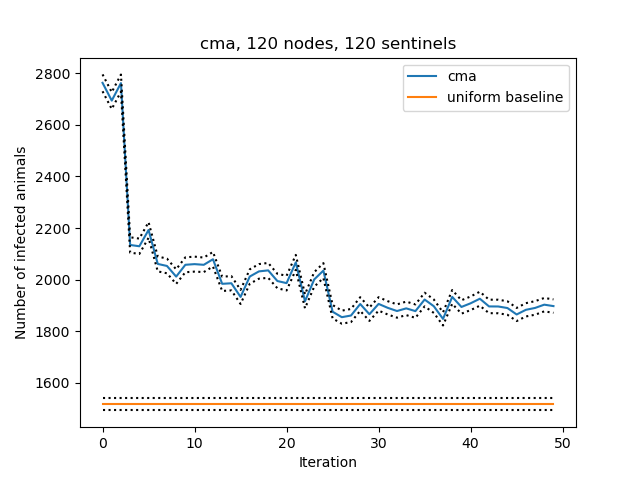 cma, 120 nodes, 120 sentinels
cma
uniform baseline
Number of infected animals
2800
2600
2400
2200
2000
1800
1600
0 10 20 30 40 50
Iteration